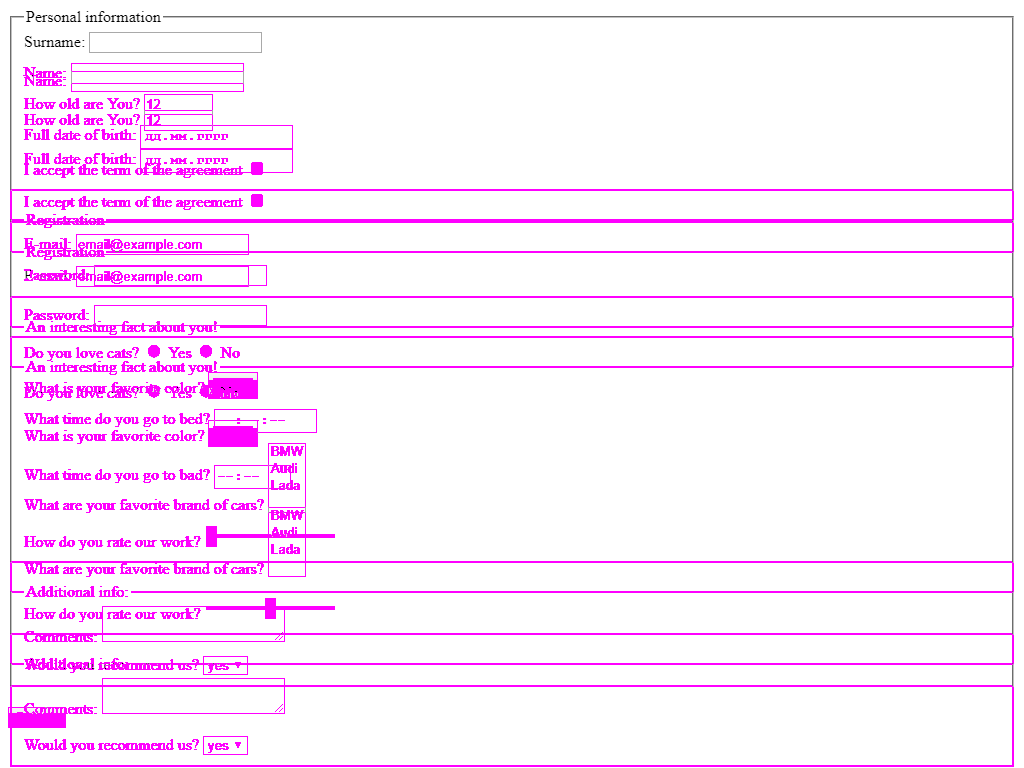 Personal information
Surname:
Name:
Name:
How old are You? 12
How old are You? 12
Full date of birth: дд.мм.гггг
Full date of birth: дд.мм.гггг
I accept the term of the agreement
I accept the term of the agreement
Registration
E-mail: email@example.com
Registration
Password:
E-mail: email@example.com
Password:
An interesting fact about you!
Do you love cats? Yes No
An interesting fact about you!
What is your favorite color?
Do you love cats? Yes
What time do you go to bed? --:--:--
What is your favorite color?
BMW
Audi
What time do you go to bad? --:--
Lada
What are your favorite brand of cars?
BMW
Audi
How do you rate our work?
Lada
What are your favorite brand of cars?
Additional info:
How do you rate our work?
Comments:
Additional info:
Would you recommend us? yes
Comments:
Would you recommend us? yes